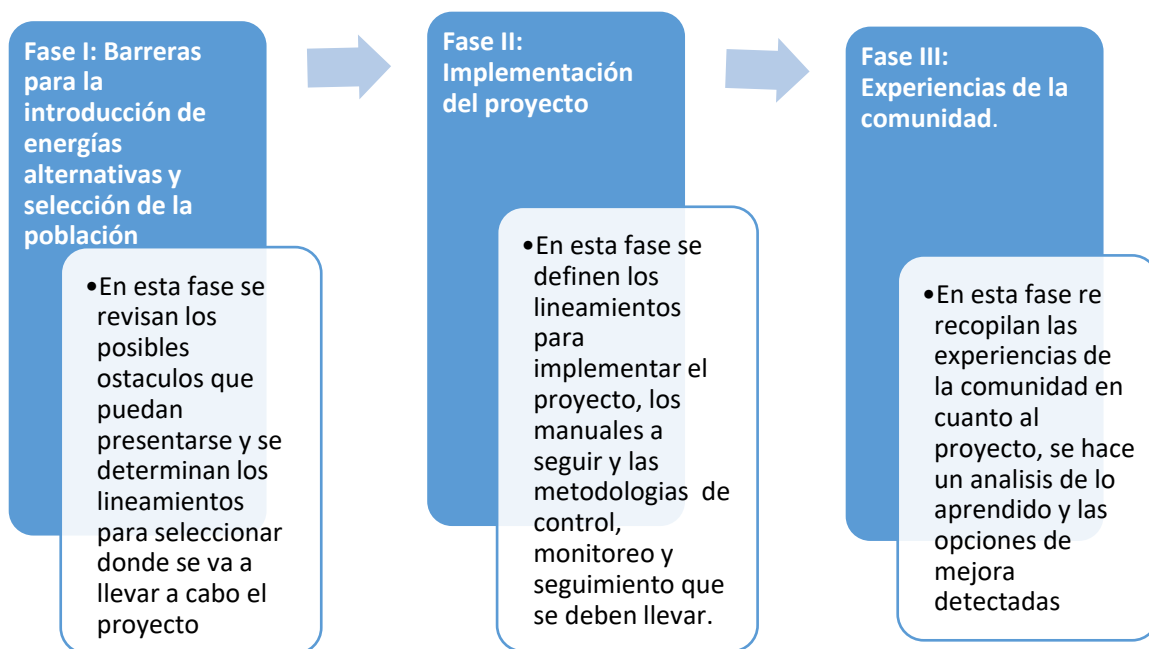 Fase I: Barreras
para la
introducción de
energías
alternativas y
selección de la
población
•En esta fase se
revisan los
posibles
ostaculos que
puedan
presentarse y se
determinan los
lineamientos
para seleccionar
donde se va a
llevar a cabo el
proyecto
Fase II:
Implementación
del proyecto
•En esta fase se
definen los
lineamientos
para
implementar el
proyecto, los
manuales a
seguir y las
metodologias de
control,
monitoreo y
seguimiento que
se deben llevar.
Fase III:
Experiencias de la
comunidad.
•En esta fase re
recopilan las
experiencias de
la comunidad en
cuanto al
proyecto, se hace
un analisis de lo
aprendido y las
opciones de
mejora
detectadas